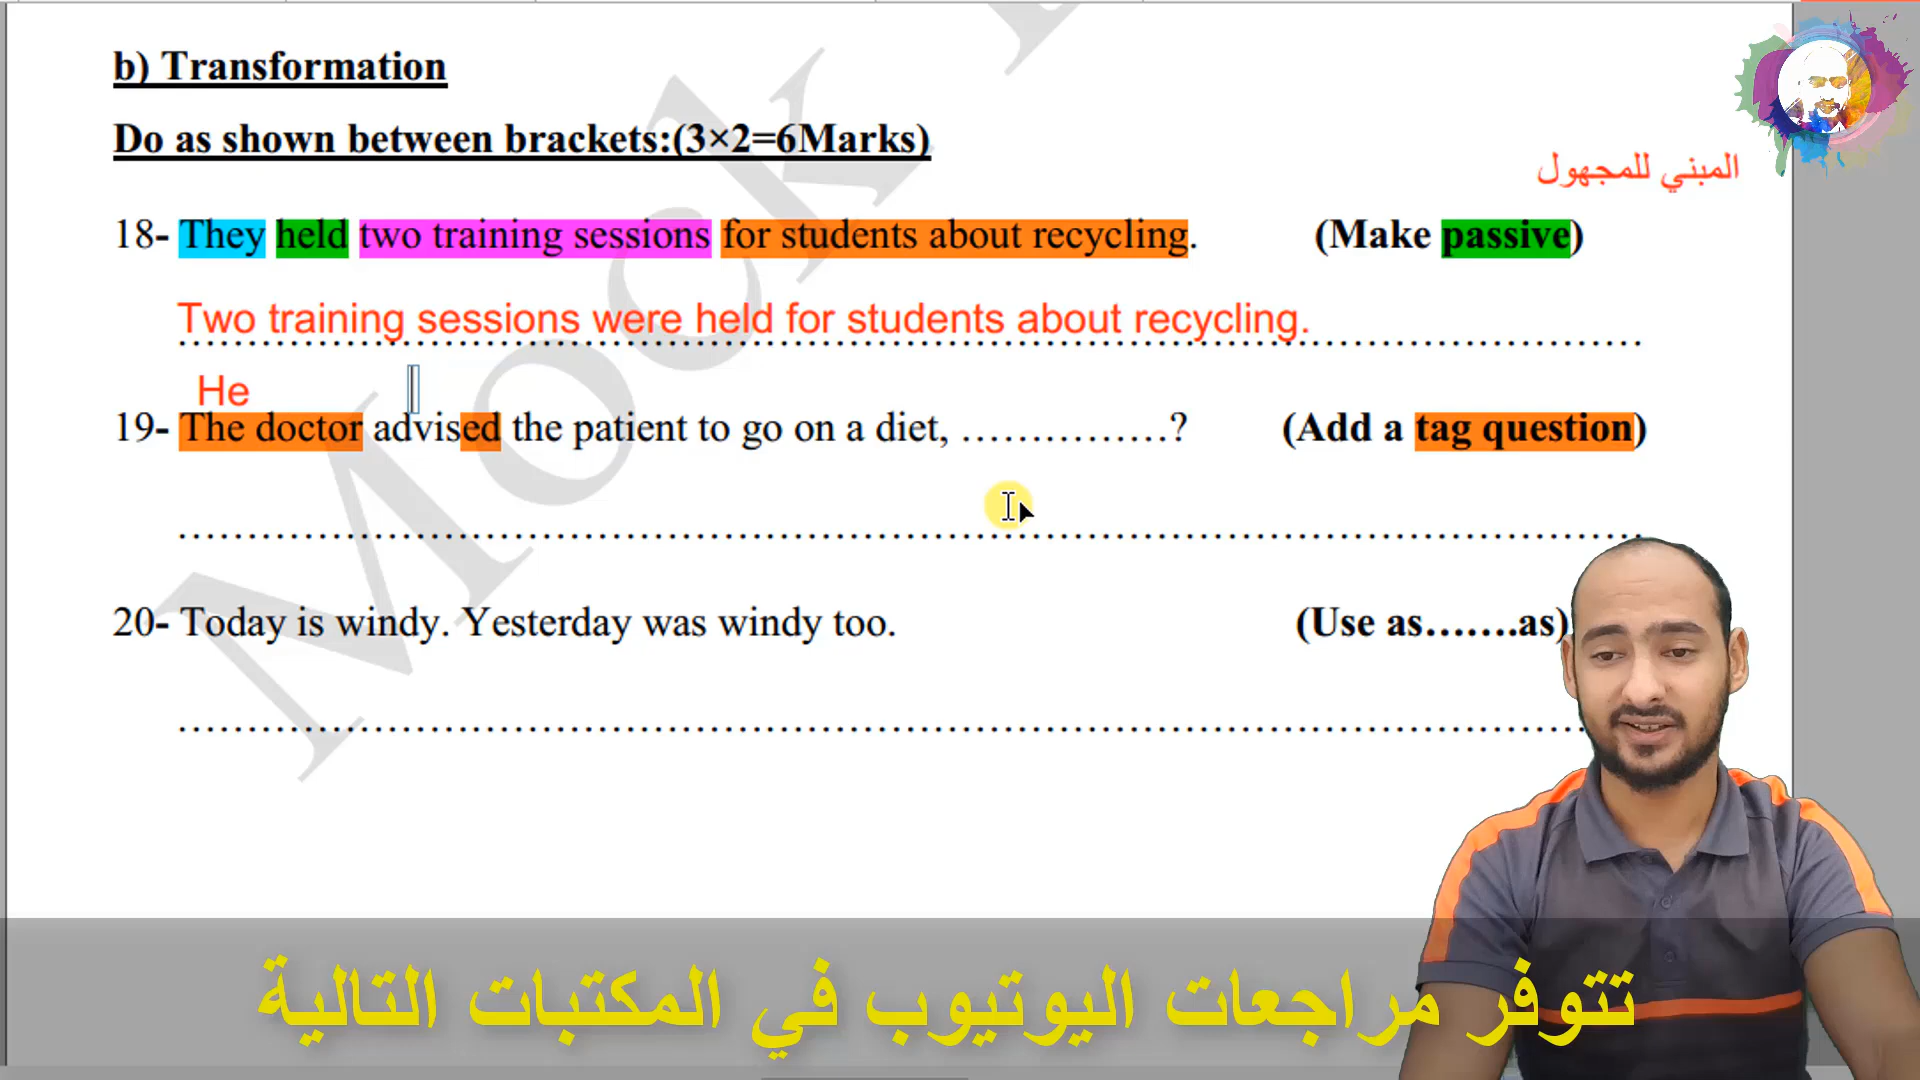 b) Transformation
Do as shown between brackets:(3×2=6Marks)
المبني للمجهول
18- They held two training sessions for students about recycling. (Make passive)
Two training sessions were held for students about recycling.
He
19- The doctor advised the patient to go on a diet, ……………? (Add a tag question)
20- Today is windy. Yesterday was windy too. (Use as…….as)
Mock
تتوفر مراجعات اليوتيوب في المكتبات التالية